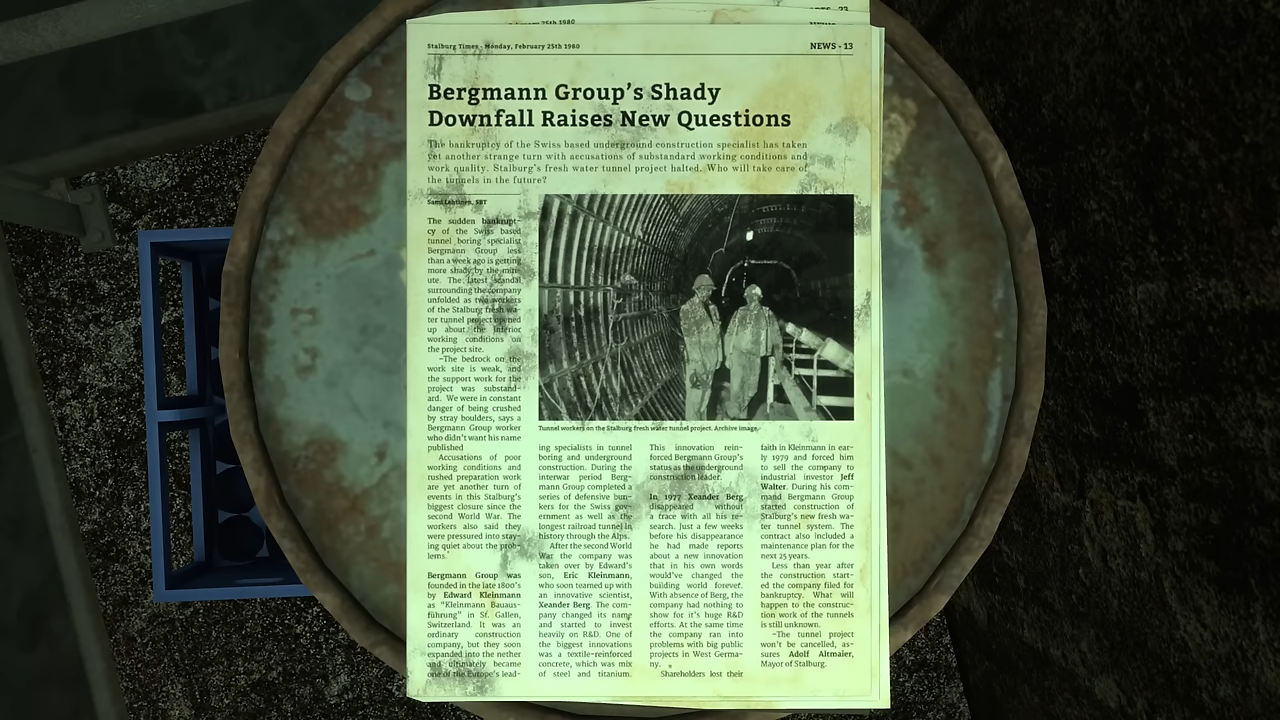 Stalburg Times - Monday, February 25th 1980
NEWS - 13
Bergmann Group's Shady
Downfall Raises New Questions
The bankruptcy of the Swiss based underground construction specialist has taken
yet another strange turn with accusations of substandard working conditions and
work quality. Stalburg's fresh water tunnel project halted. Who will take care of
the tunnels in the future?
Sami Lehtinen, SBT
The sudden bankrupt-
cy of the Swiss based
tunnel boring specialist
Bergmann Group less
than a week ago is getting
more shady by the min-
ute. The latest scandal
surrounding the company
unfolded as two workers
of the Stalburg fresh wa-
ter tunnel project opened
up about the inferior
working conditions on
the project site.
-The bedrock on the
work site is weak, and
the support work for the
project was substand-
ard. We were in constant
danger of being crushed
by stray boulders, says a
Bergmann Group worker
who didn't want his name
published
Accusations of poor
working conditions and
rushed preparation work
are yet another turn of
events in this Stalburg's
biggest closure since the
second World War. The
workers also said they
were pressured into stay-
ing quiet about the prob-
lems.
Bergmann Group was
founded in the late 1800's
by Edward Kleinmann
as "Kleinmann Bauaus-
führung" in Sf. Gallen,
Switzerland. It was an
ordinary construction
company, but they soon
expanded into the nether
and ultimately became
one of the Europe's lead-
Tunnel workers on the Stalburg fresh water tunnel project. Archive image.
ing specialists in tunnel
boring and underground
construction. During the
interwar period Berg-
mann Group completed a
series of defensive bun-
kers for the Swiss gov-
ernment as well as the
longest railroad tunnel in
history through the Alps.
After the second World
War the company was
taken over by Edward's
son, Eric Kleinmann,
who soon teamed up with
an innovative scientist,
Xeander Berg. The com-
pany changed its name
and started to invest
heavily on R&D. One of
the biggest innovations
was a textile-reinforced
concrete, which was mix
of steel and titanium.
This innovation rein-
forced Bergmann Group's
status as the underground
construction leader.
In 1977 Xeander Berg
disappeared without
a trace with all his re-
search. Just a few weeks
before his disappearance
he had made reports
about a new innovation
that in his own words
would've changed the
building world forever.
With absence of Berg, the
company had nothing to
show for it's huge R&D
efforts. At the same time
the company ran into
problems with big public
projects in West Germa-
ny.
Shareholders lost their
faith in Kleinmann in ear-
ly 1979 and forced him
to sell the company to
industrial investor Jeff
Walter. During his com-
mand Bergmann Group
started construction of
Stalburg's new fresh wa-
ter tunnel system. The
contract also included a
maintenance plan for the
next 25 years.
Less than year after
the construction start-
ed the company filed for
bankruptcy. What will
happen to the construc-
tion work of the tunnels
is still unknown.
-The tunnel project
won't be cancelled, as-
sures Adolf Altmaier,
Mayor of Stalburg.